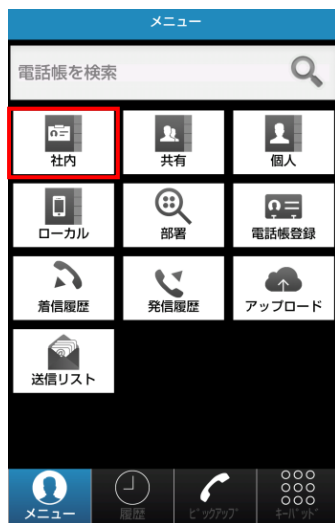 メニュー
電話帳を検索
社内
共有
個人
ローカル
部署
電話帳登録
着信履歴
発信履歴
アップロード
送信リスト
メニュー
履歴
ピックアップ
キーパッド